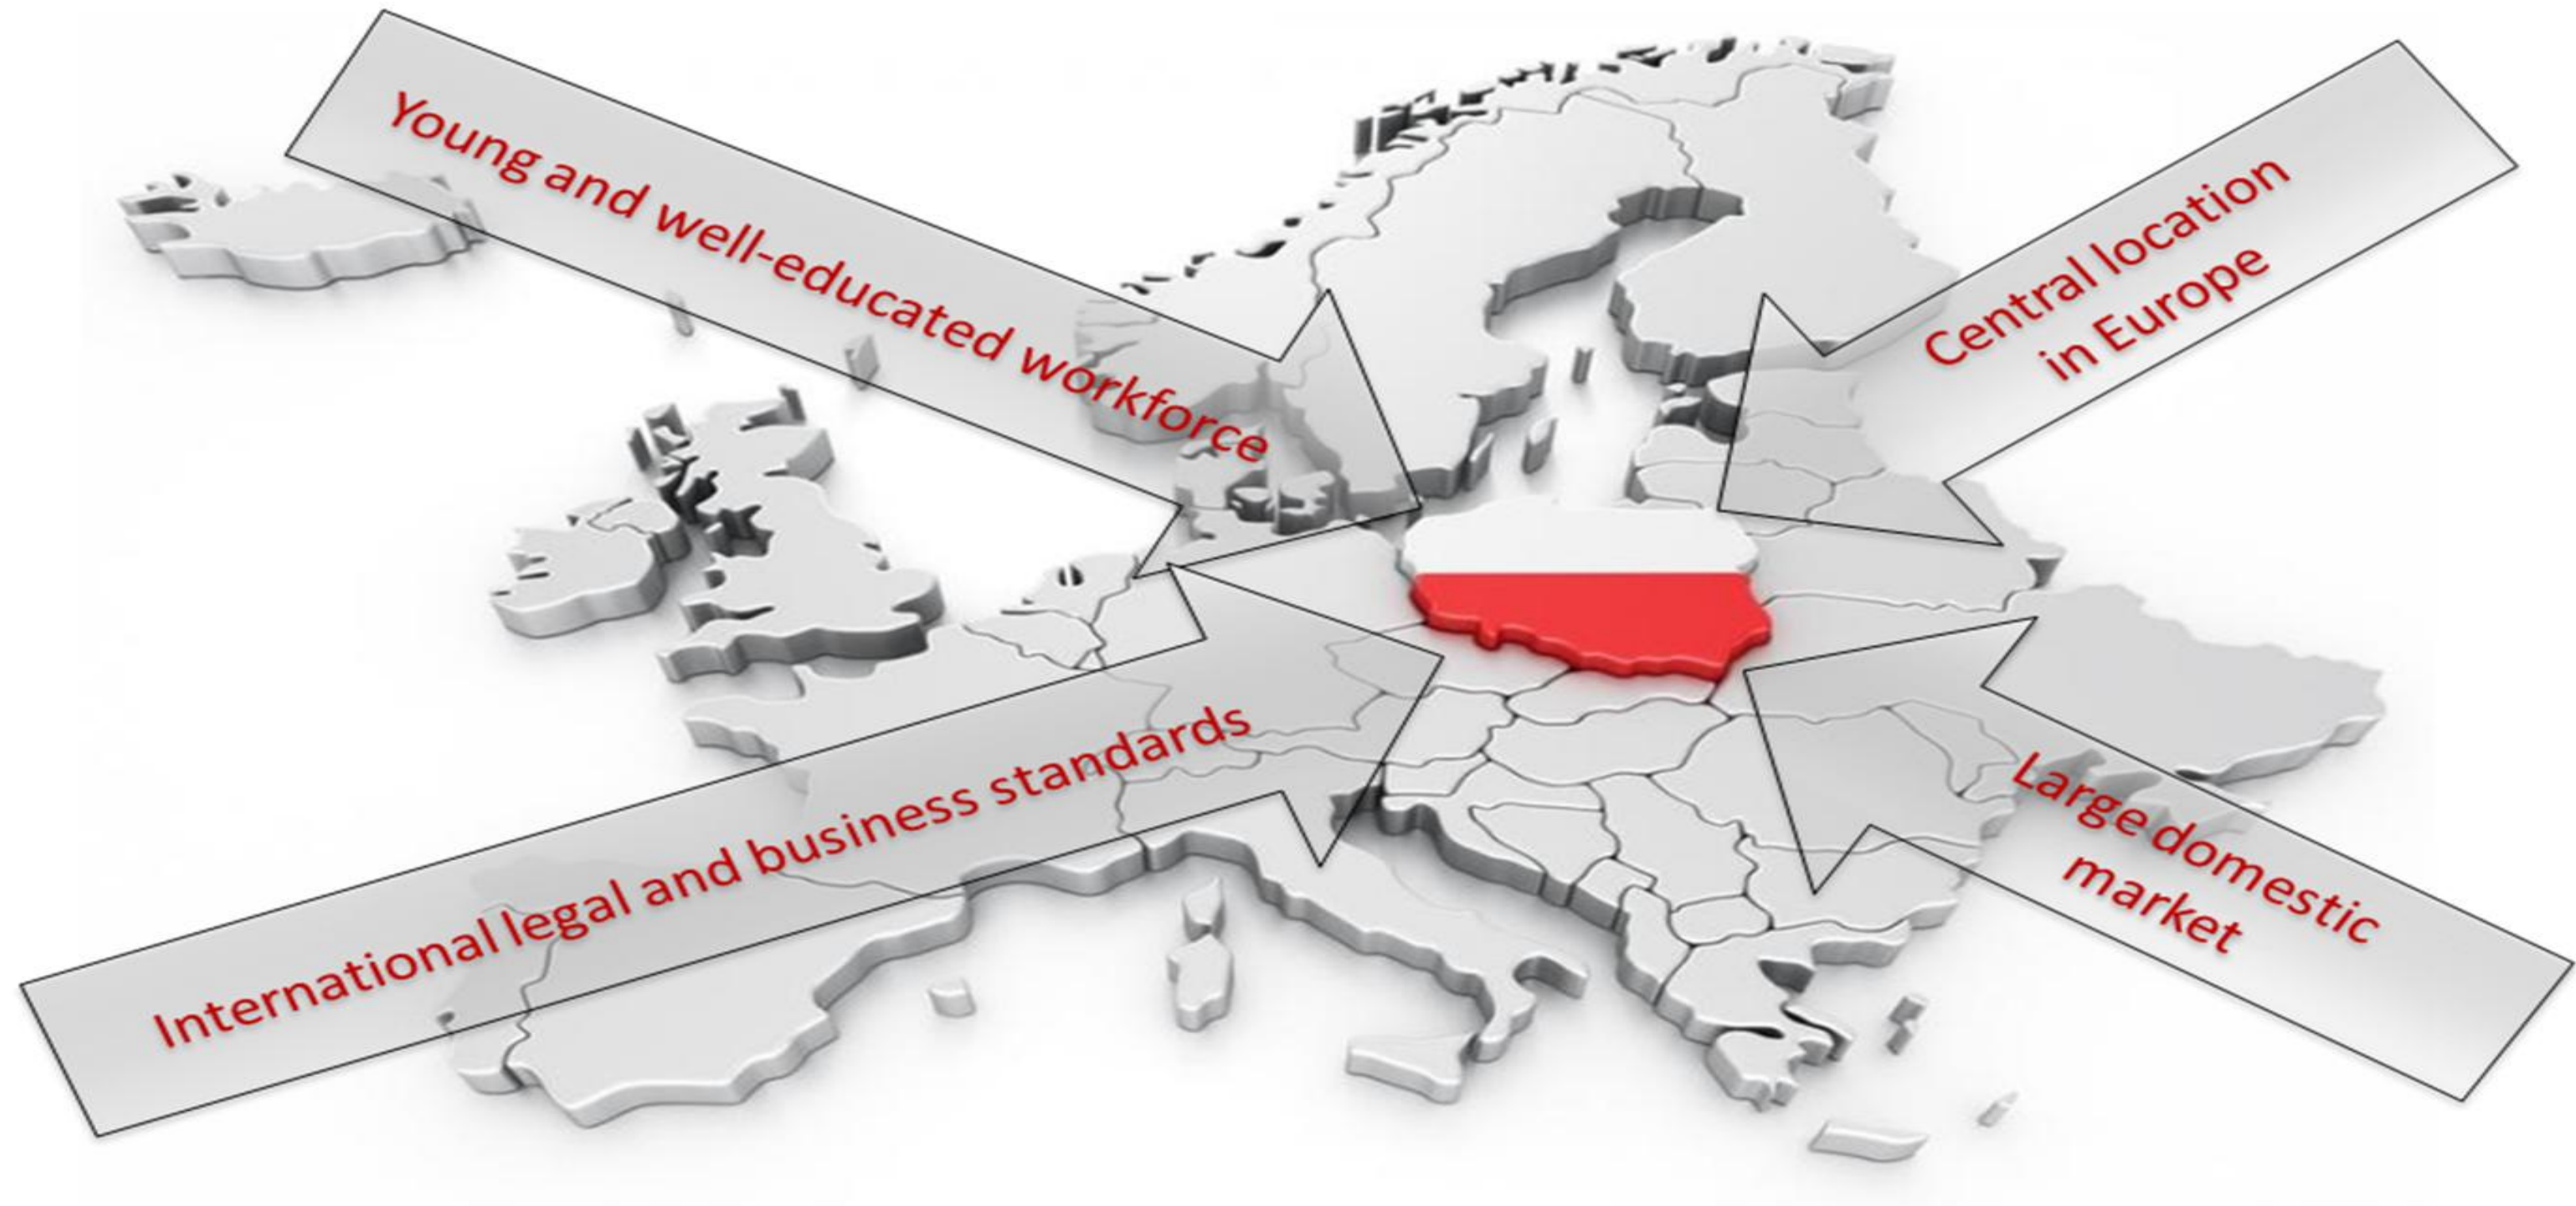 Young and well-educated workforce
Central location
in Europe
International legal and business standards
Large domestic
market